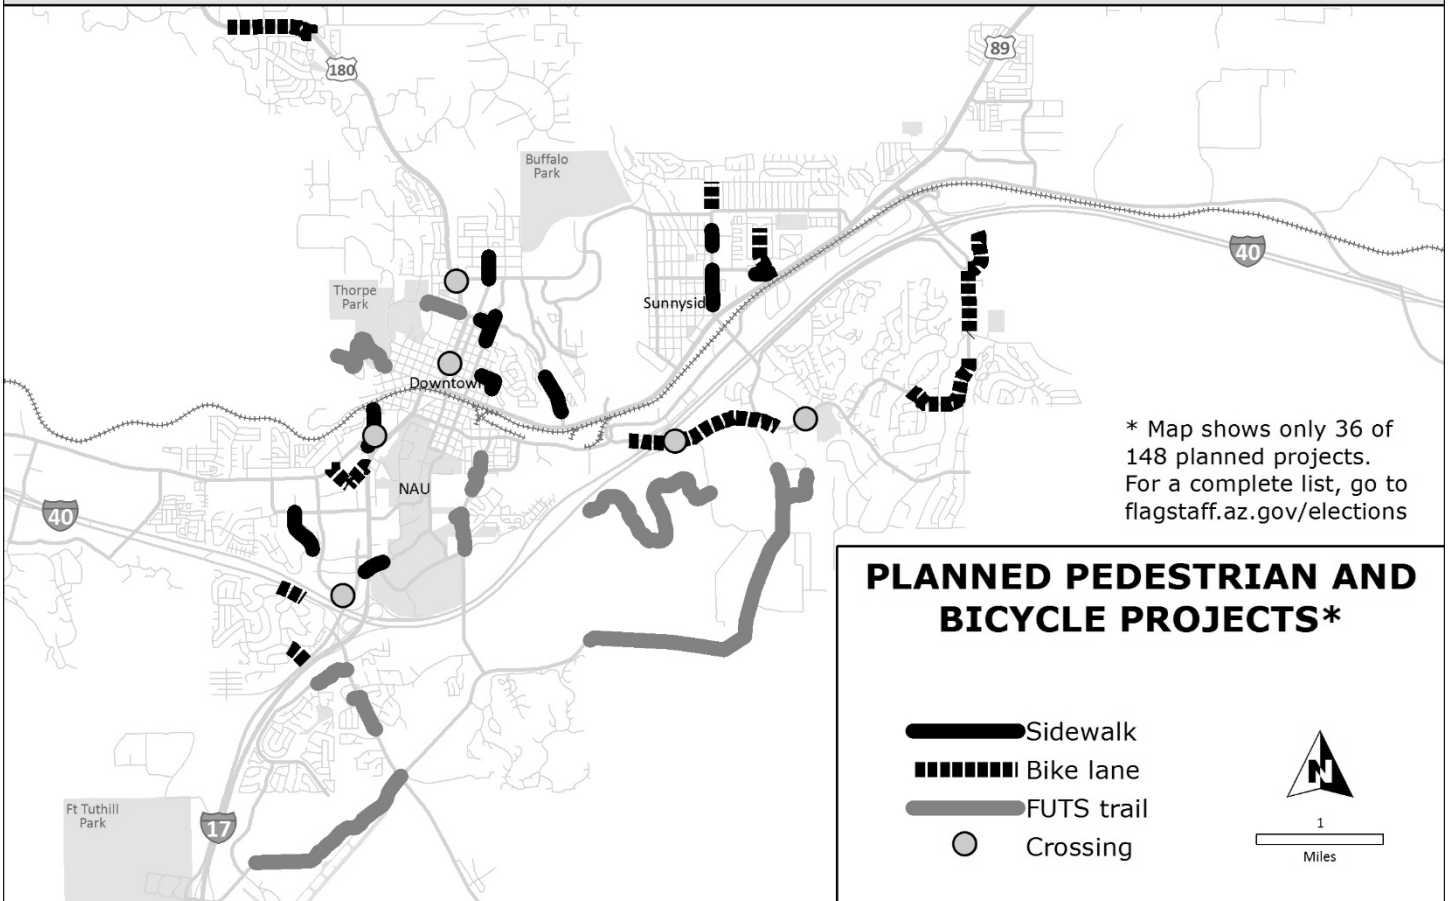 180
89
Buffalo
Park
40
Thorpe
Park
Sunnysid
Downtown
* Map shows only 36 of
148 planned projects.
For a complete list, go to
flagstaff.az.gov/elections
NAU
40
PLANNED PEDESTRIAN AND
BICYCLE PROJECTS*
Sidewalk
Bike lane
FUTS trail
Crossing
N
1
Miles
Ft Tuthill
Park
17